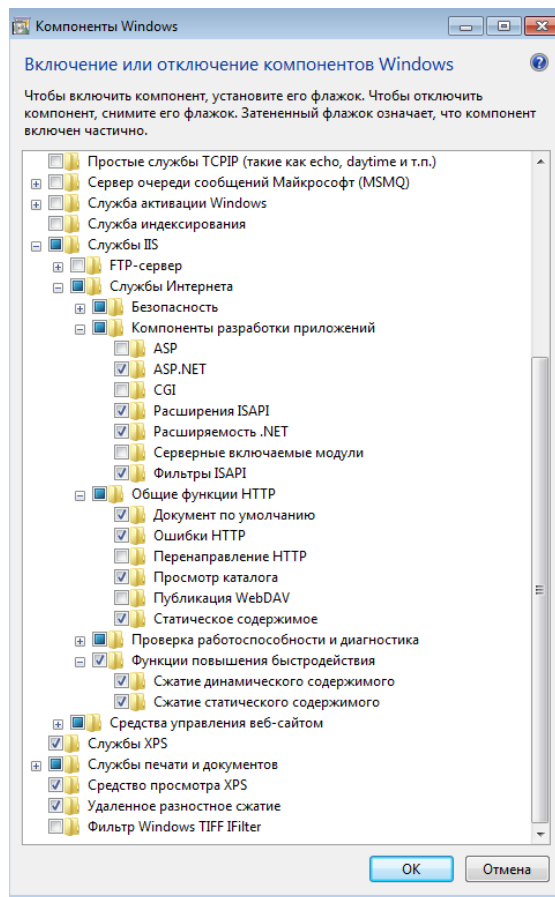 Компоненты Windows
Включение или отключение компонентов Windows
Чтобы включить компонент, установите его флажок. Чтобы отключить
компонент, снимите его флажок. Затененный флажок означает, что компонент
включен частично.
Простые службы TCPIP (такие как echo, daytime и т.п.)
Сервер очереди сообщений Майкрософт (MSMQ)
Служба активации Windows
Служба индексирования
Службы IIS
FTP-сервер
Службы Интернета
Безопасность
Компоненты разработки приложений
ASP
ASP.NET
CGI
Расширения ISAPI
Расширяемость .NET
Серверные включаемые модули
Фильтры ISAPI
Общие функции HTTP
Документ по умолчанию
Ошибки HTTP
Перенаправление HTTP
Просмотр каталога
Публикация WebDAV
Статическое содержимое
Проверка работоспособности и диагностика
Функции повышения быстродействия
Сжатие динамического содержимого
Сжатие статического содержимого
Средства управления веб-сайтом
Службы XPS
Службы печати и документов
Средство просмотра XPS
Удаленное разностное сжатие
Фильтр Windows TIFF IFilter
OK Отмена